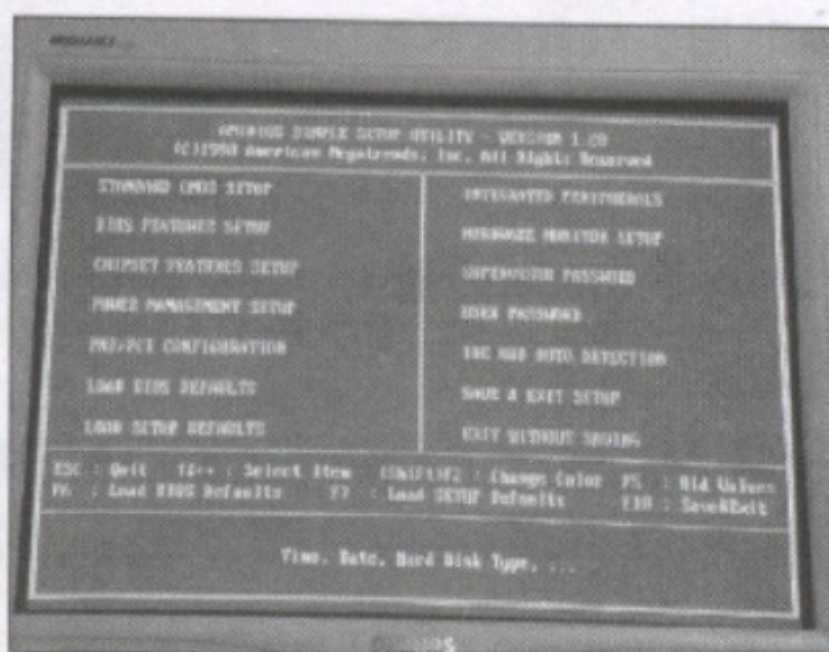 AMIBIOS SIMPLE SETUP UTILITY - VERSION 1.20
(C)1998 American Megatrends, Inc. All Rights Reserved
STANDARD CMOS SETUP
BIOS FEATURES SETUP
CHIPSET FEATURES SETUP
POWER MANAGEMENT SETUP
PNP/PCI CONFIGURATION
LOAD BIOS DEFAULTS
LOAD SETUP DEFAULTS
INTEGRATED PERIPHERALS
HARDWARE MONITOR SETUP
SUPERVISOR PASSWORD
USER PASSWORD
IDE HDD AUTO DETECTION
SAVE & EXIT SETUP
EXIT WITHOUT SAVING
ESC : Quit : Select Item (Shift)F2 : Change Color F5 : Old Values
F6 : Load BIOS Defaults F7 : Load SETUP Defaults F10 : Save&Exit
Time, Date, Hard Disk Type, ...